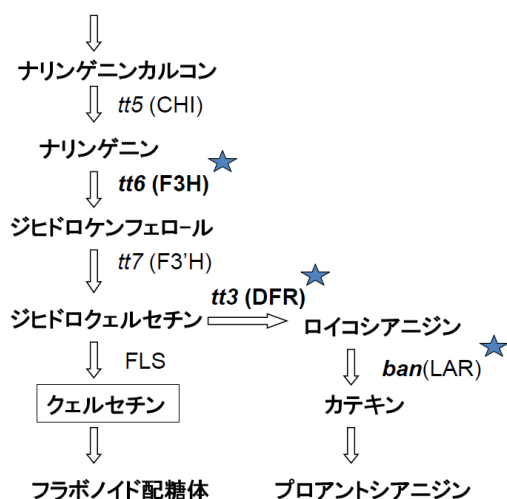 ナリンゲニンカルコン
tt5 (CHI)
ナリンゲニン
tt6 (F3H)
ジヒドロケンフェロール
tt7 (F3'H)
tt3 (DFR)
ジヒドロクェルセチン
ロイコシアニジン
FLS
ban(LAR)
クェルセチン
カテキン
フラボノイド配糖体
プロアントシアニジン